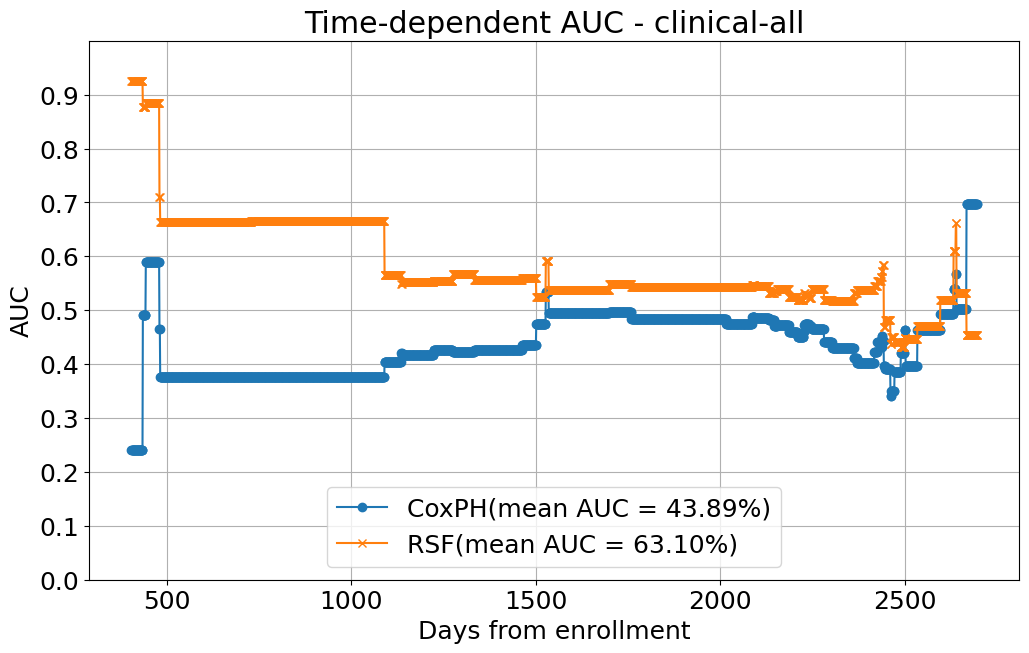 Time-dependent AUC - clinical-all
AUC
0.9
0.8
0.7
0.6
0.5
0.4
0.3
0.2
0.1
0.0
CoxPH(mean AUC = 43.89%)
RSF(mean AUC = 63.10%)
500 1000 1500 2000 2500
Days from enrollment